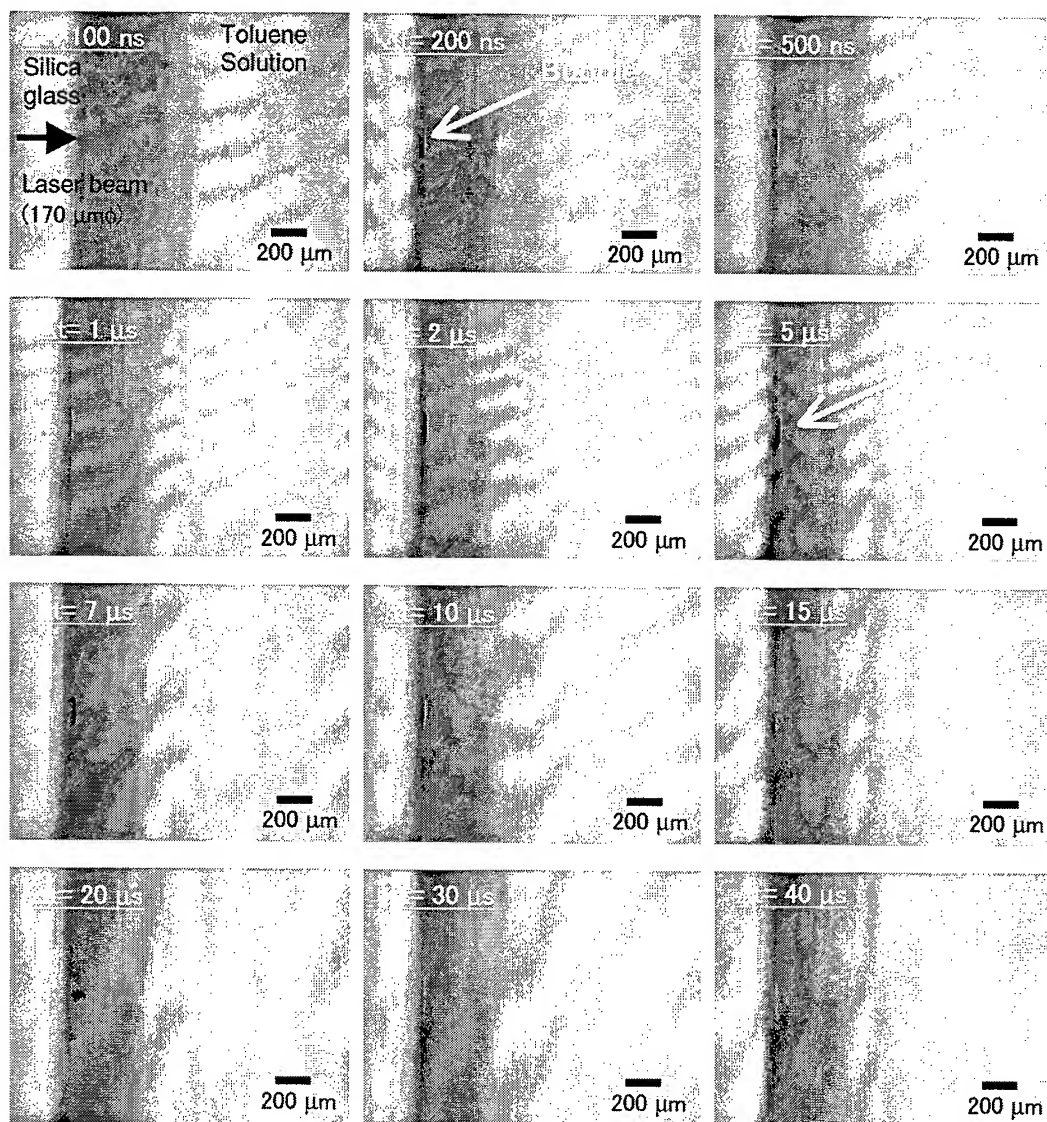 100 ns
Toluene
Solution
Silica
glass
Laser beam
200 µm
= 200 ns
200 µm
= 500 ns
200 µm
t= 1 µs
200 µm
= 2 µs
200 µm
= 5 µs
200 µm
t= 7 µs
200 µm
= 10 µs
200 µm
= 15 µs
200 µm
= 20 µs
200 µm
= 30 µs
200 µm
= 40 µs
200 µm